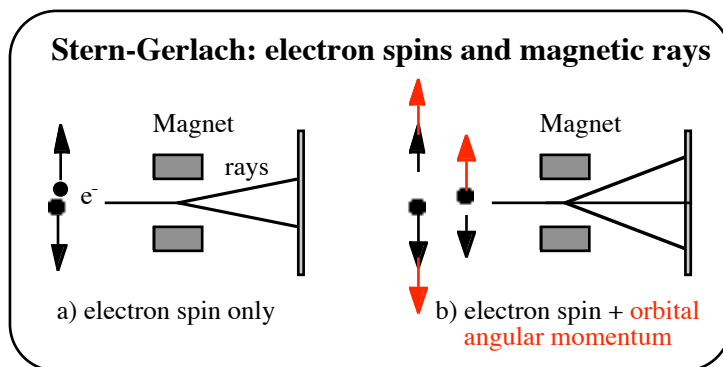 Stern-Gerlach: electron spins and magnetic rays
Magnet
rays
e-
a) electron spin only
Magnet
b) electron spin + orbital
angular momentum